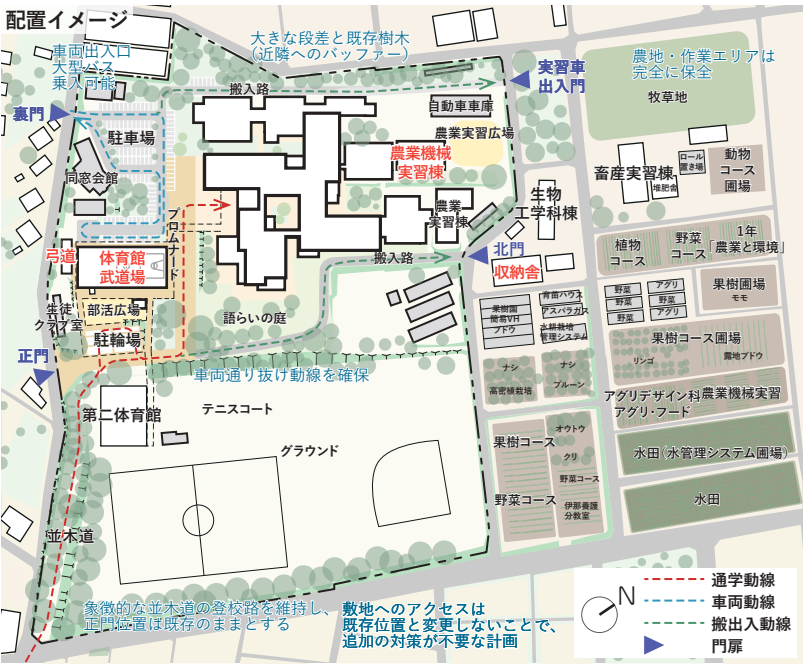 配置イメージ
車両出入口
大型バス
乗入可能
大きな段差と既存樹木
(近隣へのバッファー)
搬入路
実習車
出入門
農地・作業エリアは
完全に保全
牧草地
裏門
駐車場
自動車車庫
農業実習広場
農業機械
実習棟
同窓会館
畜産実習棟
ロール
置き場
堆肥舎
動物
コース
圃場
プロムナード
農業
実習棟
生物
工学科棟
弓道
体育館
武道場
搬入路
北門
収納舎
植物
コース
野菜
コース
1年
「農業と環境」
生徒
クラブ室
部活広場
語らいの庭
駐輪場
果樹園
簡易VH
ブドウ
育苗ハウス
アスパラガス
水耕栽培
管理システム
野菜
野菜
野菜
アグリ
野菜
アグリ
果樹圃場
モモ
正門
車両通り抜け動線を確保
ナシ
高密植栽培
ナシ
プルーン
果樹コース圃場
リンゴ
露地ブドウ
第二体育館
テニスコート
グラウンド
アグリデザイン科
アグリ・フード
農業機械実習
果樹コース
オウトウ
クリ
野菜コース
野菜コース
伊那養護
分教室
水田(水管理システム圃場)
水田
並木道
象徴的な並木道の登校路を維持し、
正門位置は既存のままとする
敷地へのアクセスは
既存位置と変更しないことで、
追加の対策が不要な計画
N
通学動線
車両動線
搬出入動線
門扉